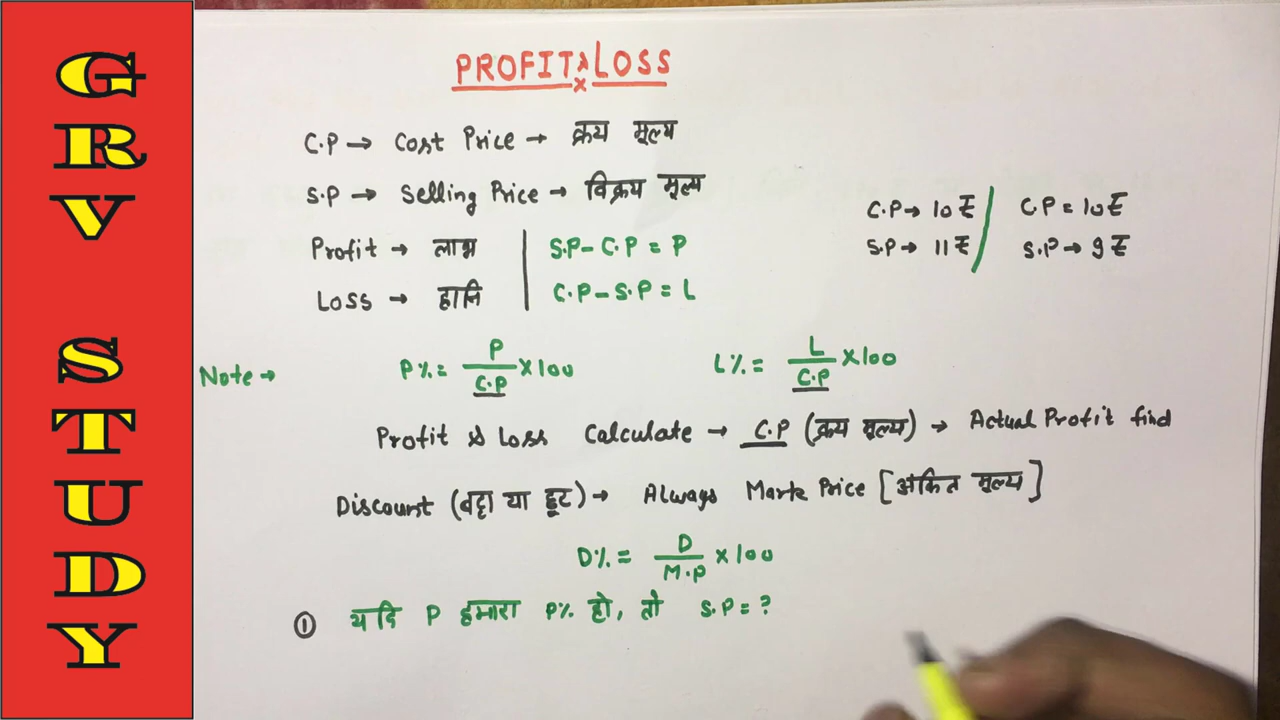 GRV STUDY
PROFIT & LOSS
C.P → Cost Price → क्रय मूल्य
S.P → Selling Price → विक्रय मूल्य
Profit → लाभ
S.P - C.P = P
Loss → हानि
C.P - S.P = L
C.P → 10 ₹
C.P = 10 ₹
S.P → 11 ₹
S.P → 9 ₹
Note → P% = P/C.P × 100 L% = L/C.P × 100
Profit & Loss Calculate → C.P (क्रय मूल्य) → Actual Profit find
Discount (बट्टा या छूट) → Always Mark Price [अंकित मूल्य]
D% = D/M.P × 100
① यदि P हमारा P% हो, तो S.P = ?